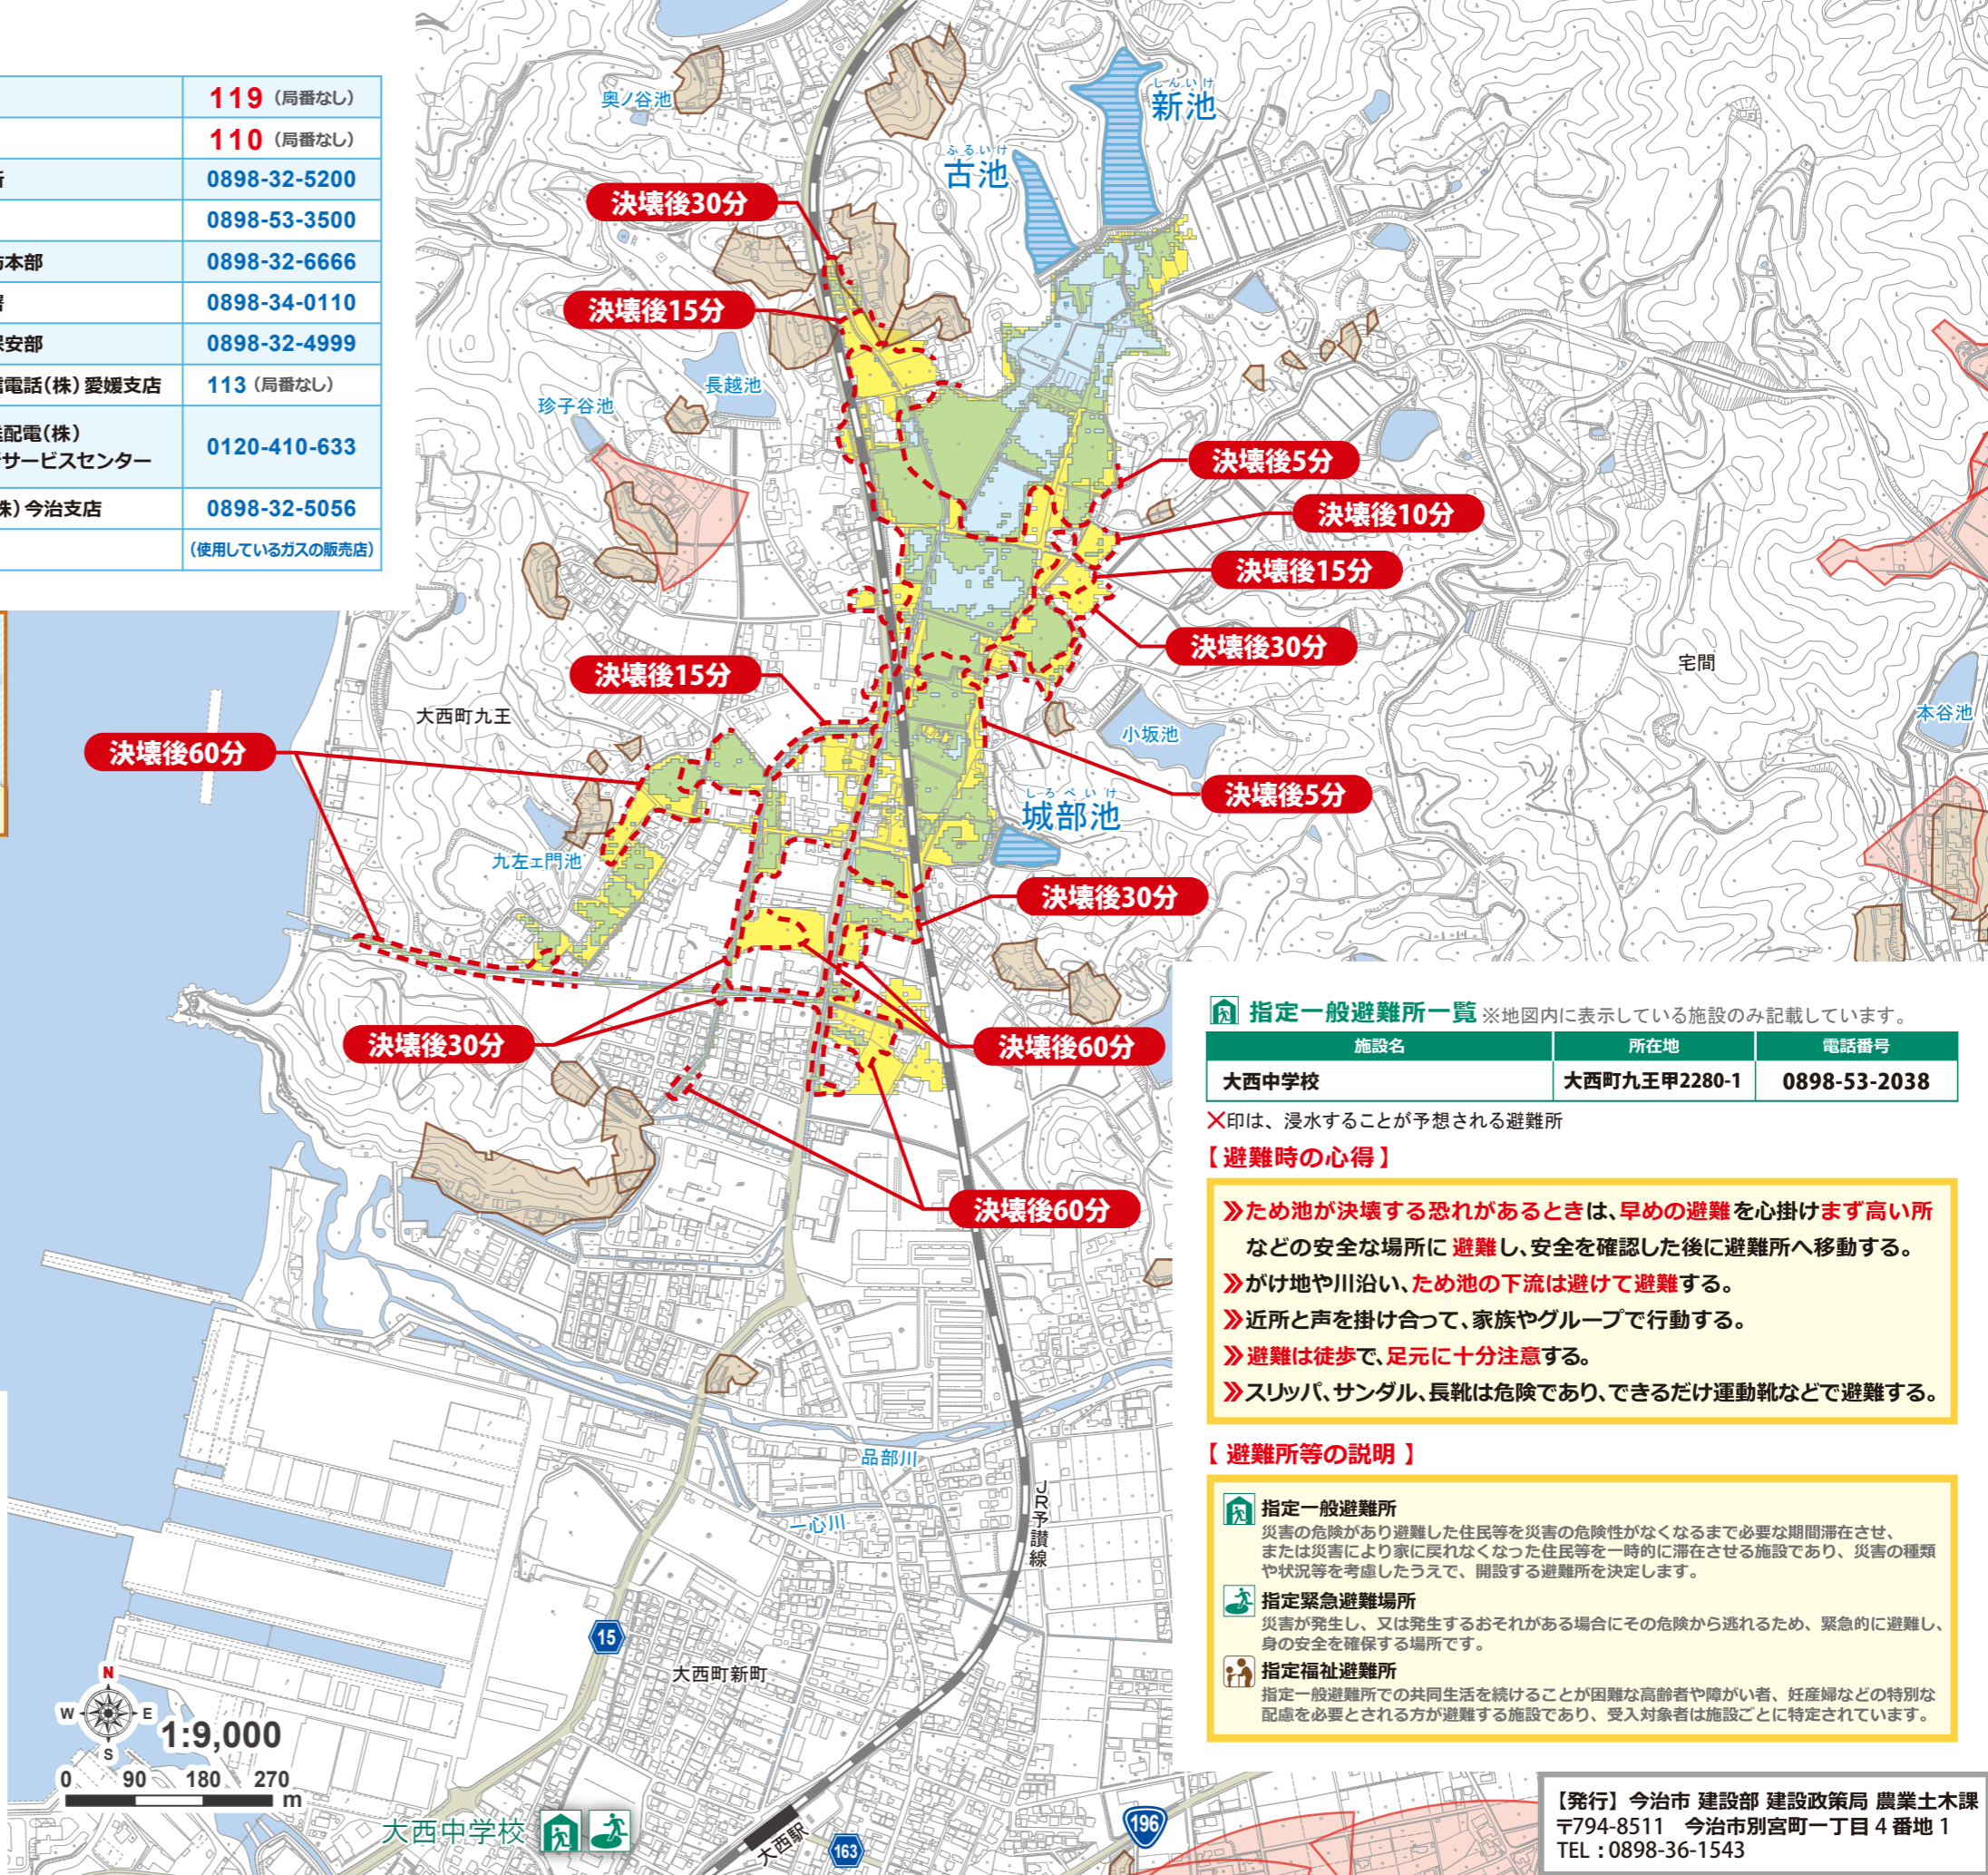 119（局番なし）
110（局番なし）
0898-32-5200
0898-53-3500
本部 0898-32-6666
0898-34-0110
保安部 0898-32-4999
電話(株)愛媛支店 113（局番なし）
配電(株)
サービスセンター
0120-410-633
株)今治支店 0898-32-5056
(使用しているガスの販売店)
奥ノ谷池
しんいけ
新池
ふるいけ
古池
決壊後30分
決壊後15分
長越池
珍子谷池
決壊後5分
決壊後10分
決壊後15分
決壊後30分
宅間
本谷池
決壊後15分
大西町九王
小坂池
決壊後60分
決壊後5分
しろべいけ
城部池
九左ェ門池
決壊後30分
決壊後30分
決壊後60分
決壊後60分
品部川
一心川
JR予讃線
15
大西町新町
N
W
E
S
1:9,000
0 90 180 270
m
大西中学校
大西駅
163
196
指定一般避難所一覧 ※地図内に表示している施設のみ記載しています。
施設名 所在地 電話番号
大西中学校 大西町九王甲2280-1 0898-53-2038
×印は、浸水することが予想される避難所
【避難時の心得】
≫ため池が決壊する恐れがあるときは、早めの避難を心掛けまず高い所
などの安全な場所に避難し、安全を確認した後に避難所へ移動する。
≫がけ地や川沿い、ため池の下流は避けて避難する。
≫近所と声を掛け合って、家族やグループで行動する。
≫避難は徒歩で、足元に十分注意する。
≫スリッパ、サンダル、長靴は危険であり、できるだけ運動靴などで避難する。
【 避難所等の説明 】
指定一般避難所
災害の危険があり避難した住民等を災害の危険性がなくなるまで必要な期間滞在させ、
または災害により家に戻れなくなった住民等を一時的に滞在させる施設であり、災害の種類
や状況等を考慮したうえで、開設する避難所を決定します。
指定緊急避難場所
災害が発生し、又は発生するおそれがある場合にその危険から逃れるため、緊急的に避難し、
身の安全を確保する場所です。
指定福祉避難所
指定一般避難所での共同生活を続けることが困難な高齢者や障がい者、妊産婦などの特別な
配慮を必要とされる方が避難する施設であり、受入対象者は施設ごとに特定されています。
【発行】今治市 建設部 建設政策局 農業土木課
〒794-8511 今治市別宮町一丁目4番地1
TEL：0898-36-1543